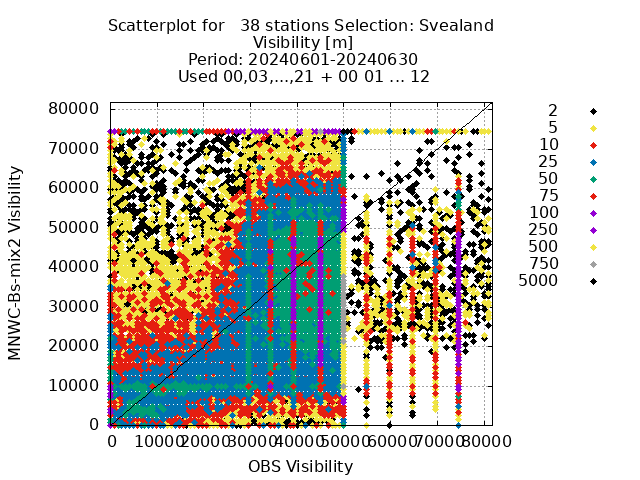 Scatterplot for   38 stations Selection: Svealand
Visibility [m]
Period: 20240601-20240630
Used 00,03,...,21 + 00 01 ... 12
MNWC-Bs-mix2 Visibility
80000
70000
60000
50000
40000
30000
20000
10000
0
0 10000 20000 30000 40000 50000 60000 70000 80000
OBS Visibility
2
5
10
25
50
75
100
250
500
750
5000